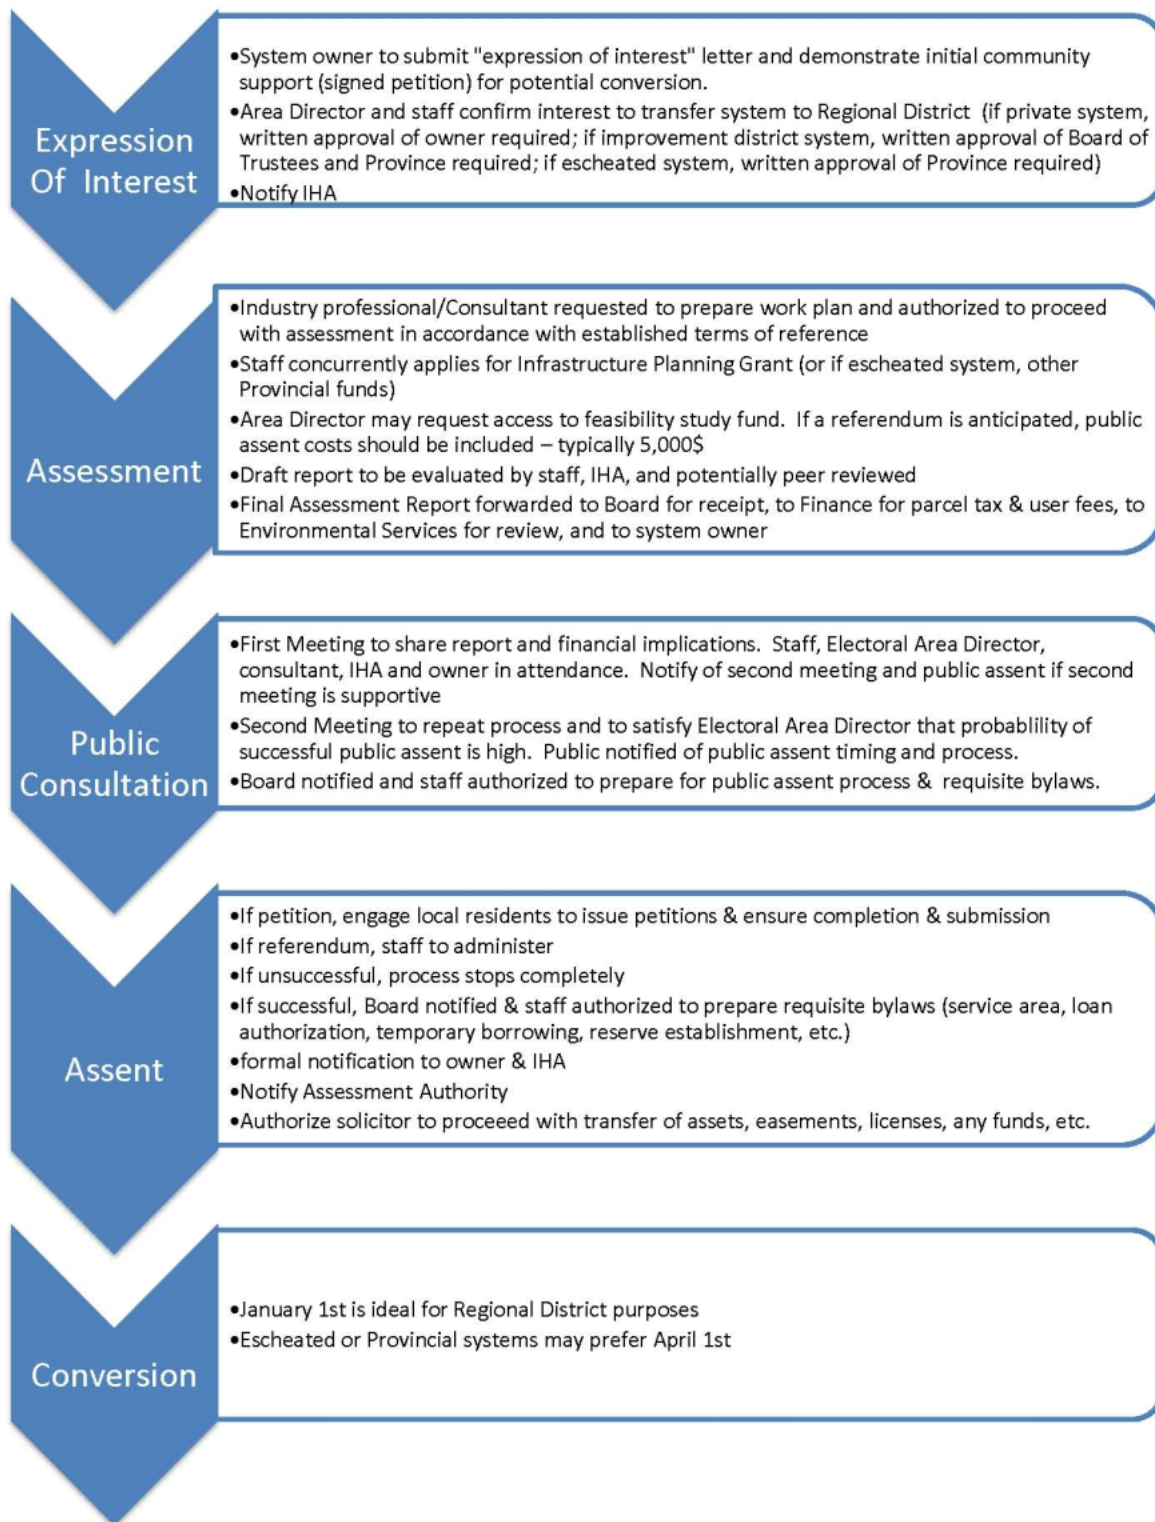 Expression
Of Interest
•System owner to submit "expression of interest" letter and demonstrate initial community
support (signed petition) for potential conversion.
•Area Director and staff confirm interest to transfer system to Regional District (if private system,
written approval of owner required; if improvement district system, written approval of Board of
Trustees and Province required; if escheated system, written approval of Province required)
•Notify IHA
Assessment
•Industry professional/Consultant requested to prepare work plan and authorized to proceed
with assessment in accordance with established terms of reference
•Staff concurrently applies for Infrastructure Planning Grant (or if escheated system, other
Provincial funds)
•Area Director may request access to feasibility study fund. If a referendum is anticipated, public
assent costs should be included – typically 5,000$
•Draft report to be evaluated by staff, IHA, and potentially peer reviewed
•Final Assessment Report forwarded to Board for receipt, to Finance for parcel tax & user fees, to
Environmental Services for review, and to system owner
Public
Consultation
•First Meeting to share report and financial implications. Staff, Electoral Area Director,
consultant, IHA and owner in attendance. Notify of second meeting and public assent if second
meeting is supportive
•Second Meeting to repeat process and to satisfy Electoral Area Director that probablility of
successful public assent is high. Public notified of public assent timing and process.
•Board notified and staff authorized to prepare for public assent process & requisite bylaws.
Assent
•If petition, engage local residents to issue petitions & ensure completion & submission
•If referendum, staff to administer
•If unsuccessful, process stops completely
•If successful, Board notified & staff authorized to prepare requisite bylaws (service area, loan
authorization, temporary borrowing, reserve establishment, etc.)
•formal notification to owner & IHA
•Notify Assessment Authority
•Authorize solicitor to proceeed with transfer of assets, easements, licenses, any funds, etc.
Conversion
•January 1st is ideal for Regional District purposes
•Escheated or Provincial systems may prefer April 1st